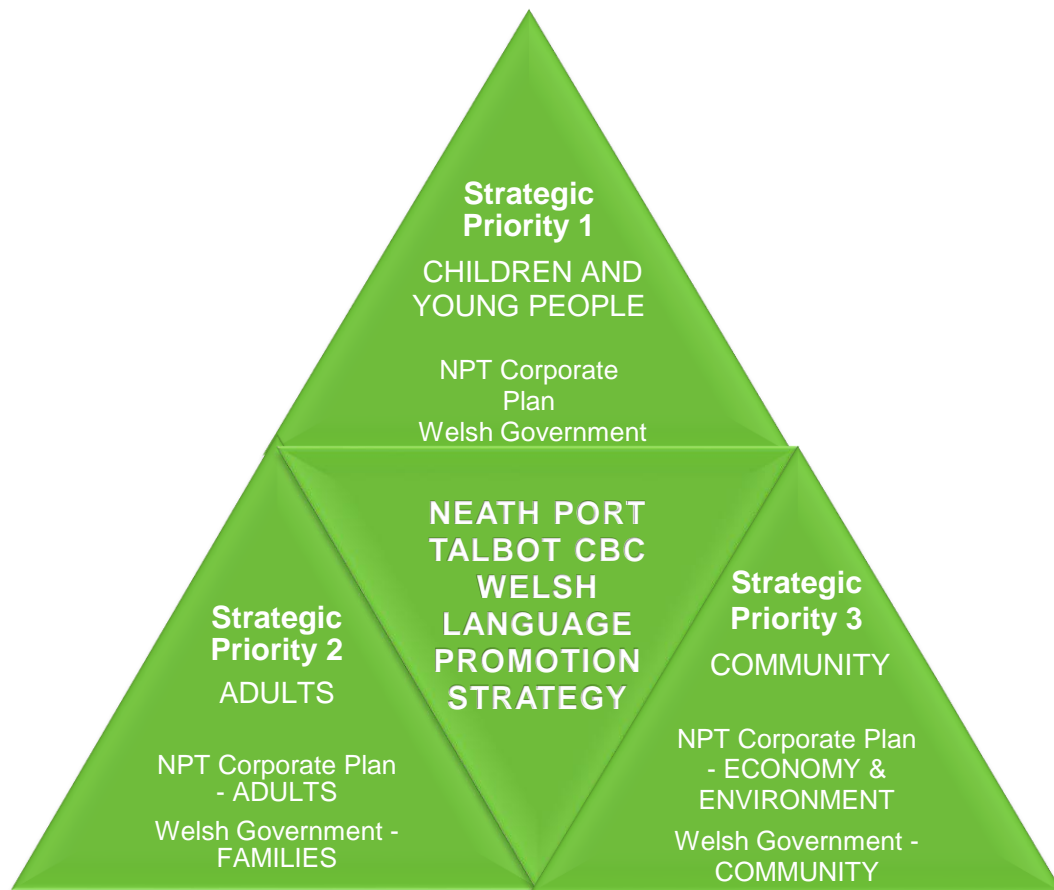 Strategic
Priority 1
CHILDREN AND
YOUNG PEOPLE
NPT Corporate
Plan
Welsh Government
NEATH PORT
TALBOT CBC
WELSH
LANGUAGE
PROMOTION
STRATEGY
Strategic
Priority 2
ADULTS
NPT Corporate Plan
- ADULTS
Welsh Government -
FAMILIES
Strategic
Priority 3
COMMUNITY
NPT Corporate Plan
- ECONOMY &
ENVIRONMENT
Welsh Government -
COMMUNITY